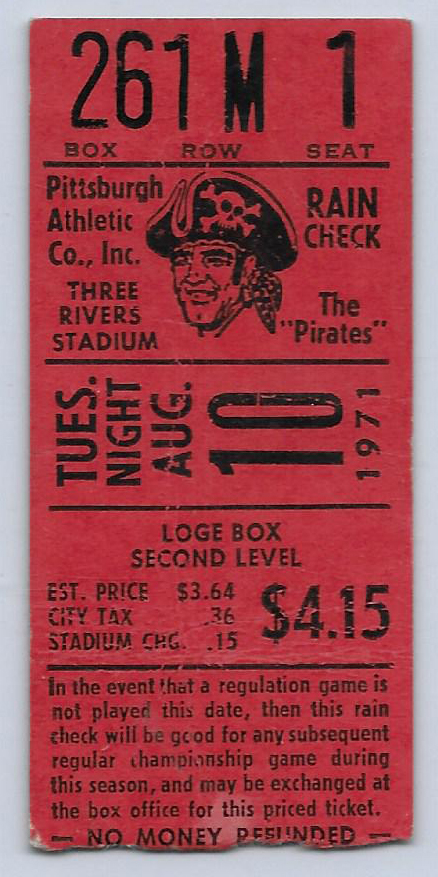 261 M 1
BOX ROW SEAT
Pittsburgh
Athletic
Co., Inc.
THREE
RIVERS
STADIUM
RAIN
CHECK
The
"Pirates"
TUES.
NIGHT
AUG.
10
1971
LOGE BOX
SECOND LEVEL
EST. PRICE $3.64
CITY TAX .36
STADIUM CHG. .15
$4.15
In the event that a regulation game is
not played this date, then this rain
check will be good for any subsequent
regular championship game during
this season, and may be exchanged at
the box office for this priced ticket.
— NO MONEY REFUNDED —